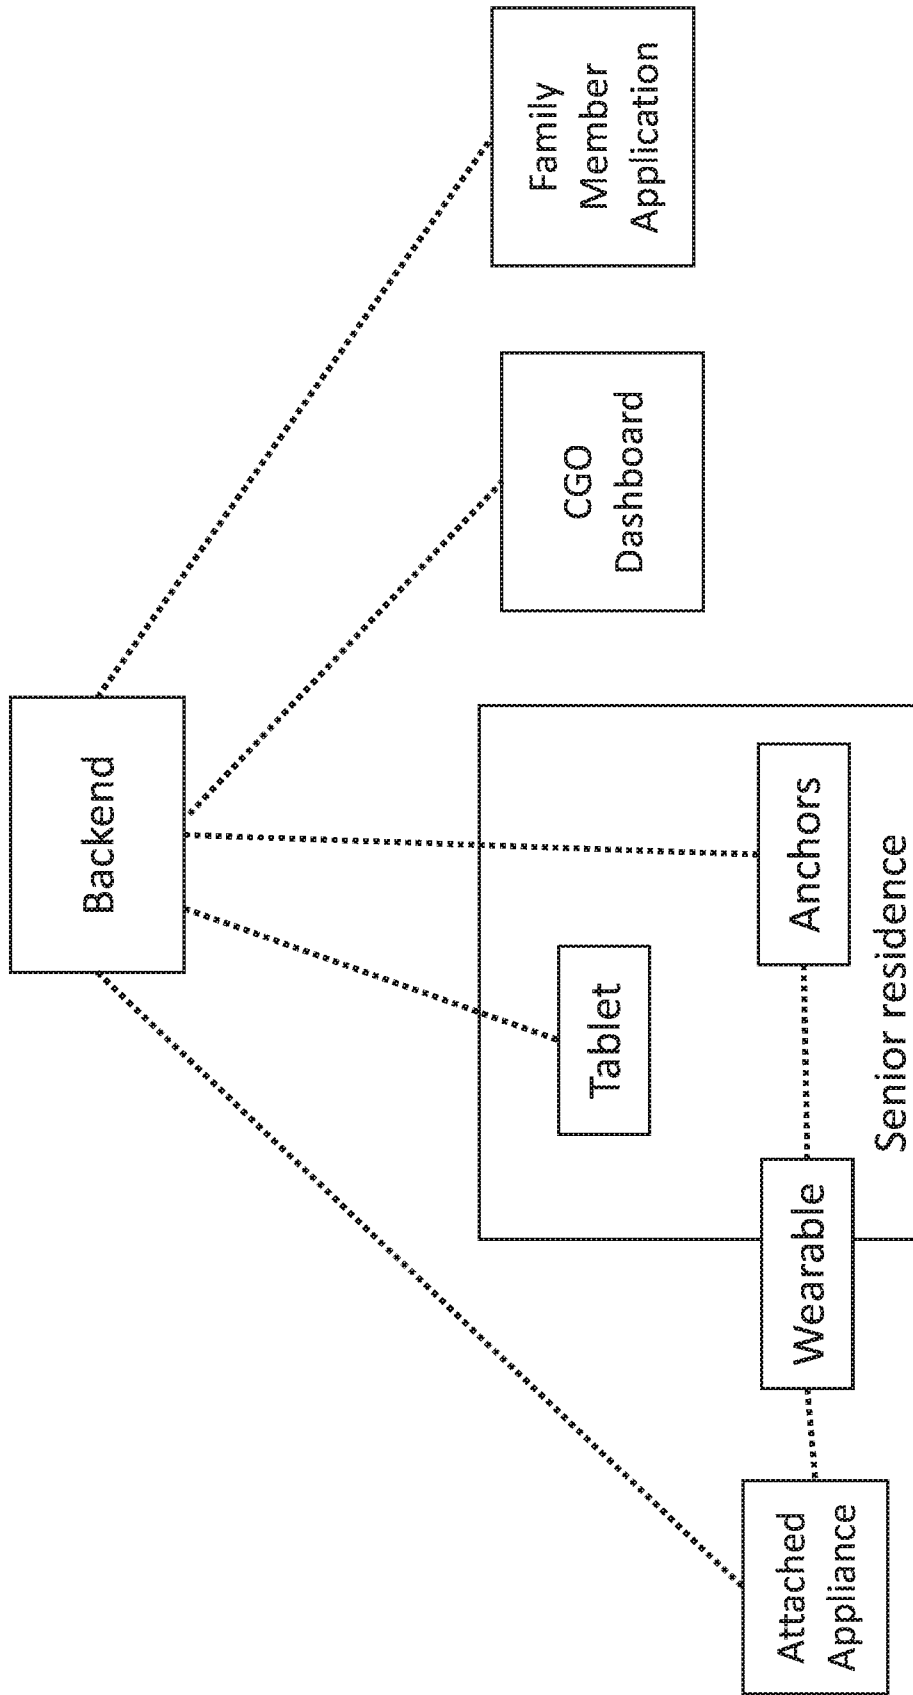 Backend
Family
Member
Application
CGO
Dashboard
Tablet
Anchors
Wearable
Attached
Appliance
Senior residence